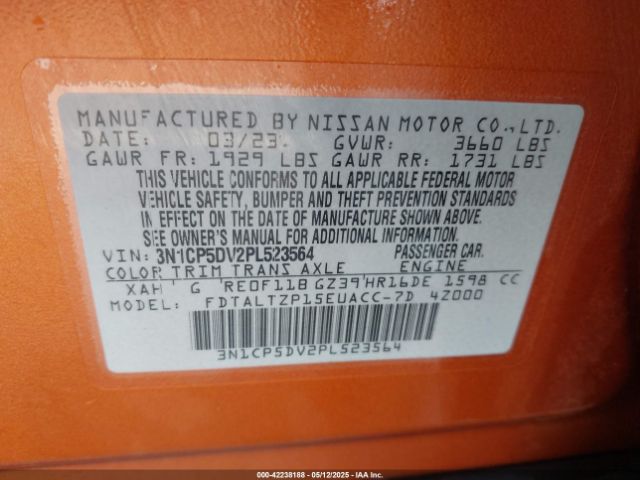 MANUFACTURED BY NISSAN MOTOR CO.,LTD.
DATE: 03/23 GVWR: 3660 LBS
GAWR FR: 1929 LBS GAWR RR: 1731 LBS
THIS VEHICLE CONFORMS TO ALL APPLICABLE FEDERAL MOTOR
VEHICLE SAFETY, BUMPER AND THEFT PREVENTION STANDARDS
IN EFFECT ON THE DATE OF MANUFACTURE SHOWN ABOVE.
SEE OWNER'S MANUAL FOR ADDITIONAL INFORMATION.
VIN: 3N1CP5DV2PL523564 PASSENGER CAR.
COLOR TRIM TRANS AXLE ENGINE
XAH G RE0F11B GZ39 HR16DE 1598 CC
MODEL: FDTALTZP15EUACC-7D 4Z000
3N1CP5DV2PL523564
000-42238188 - 05/12/2025 - IAA Inc.